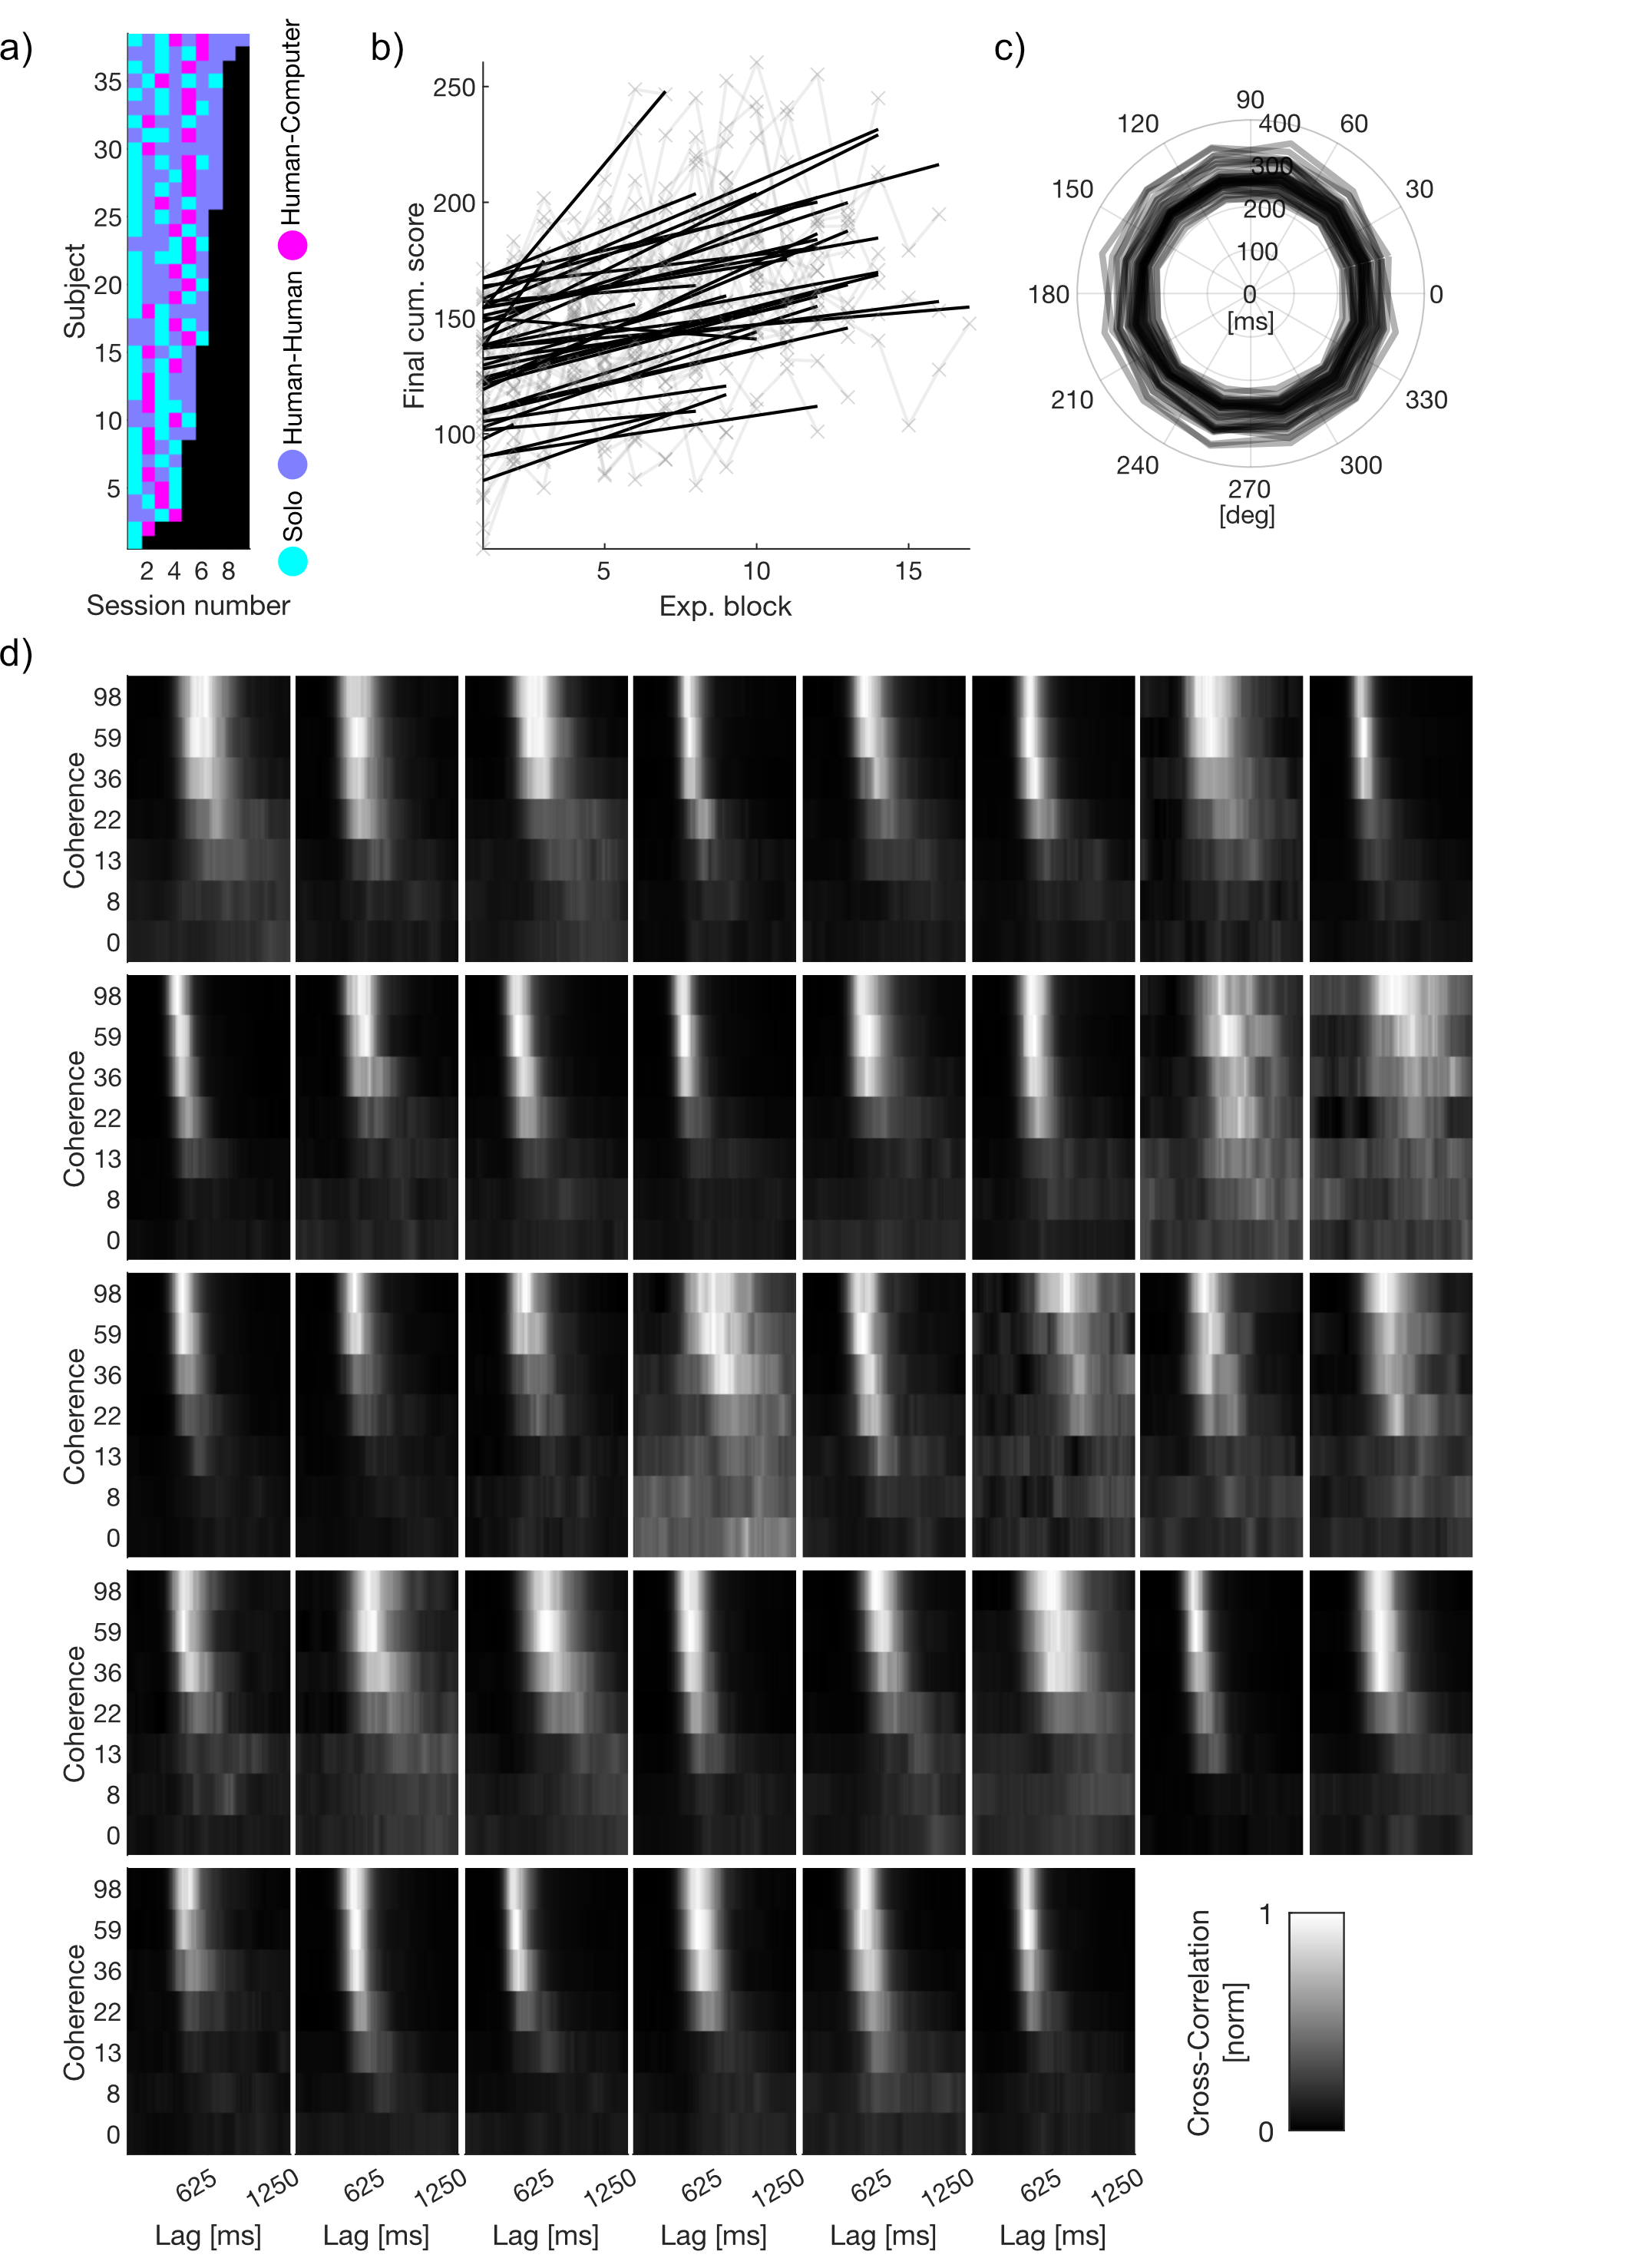 a)
35
30
25
20
15
10
5
Subject
2 4 6 8
Session number
Solo Human-Human Human-Computer
b)
250
200
150
100
Final cum. score
5 10 15
Exp. block
c)
90
120 400 60
300
150 30
200
100
180 0 0
[ms]
210 330
240 300
270
[deg]
d)
98
59
36
22
13
8
0
Coherence
98
59
36
22
13
8
0
Coherence
98
59
36
22
13
8
0
Coherence
98
59
36
22
13
8
0
Coherence
98
59
36
22
13
8
0
Coherence
625 1250 625 1250 625 1250 625 1250 625 1250 625 1250
Lag [ms] Lag [ms] Lag [ms] Lag [ms] Lag [ms] Lag [ms]
Cross-Correlation
[norm]
1
0